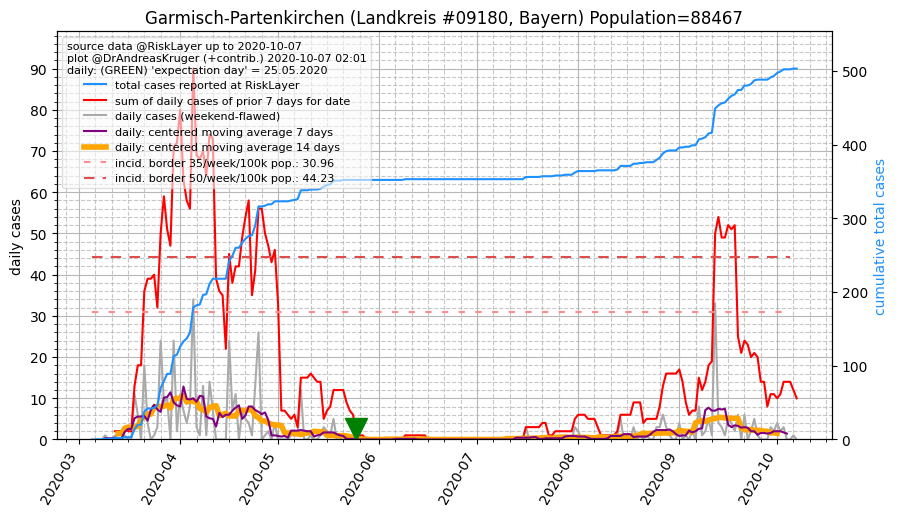 Garmisch-Partenkirchen (Landkreis #09180, Bayern) Population=88467
source data @RiskLayer up to 2020-10-07
plot @DrAndreasKruger (+contrib.) 2020-10-07 02:01
daily: (GREEN) 'expectation day' = 25.05.2020
total cases reported at RiskLayer
sum of daily cases of prior 7 days for date
daily cases (weekend-flawed)
daily: centered moving average 7 days
daily: centered moving average 14 days
incid. border 35/week/100k pop.: 30.96
incid. border 50/week/100k pop.: 44.23
daily cases
90
80
70
60
50
40
30
20
10
0
cumulative total cases
500
400
300
200
100
0
2020-03
2020-04
2020-05
2020-06
2020-07
2020-08
2020-09
2020-10